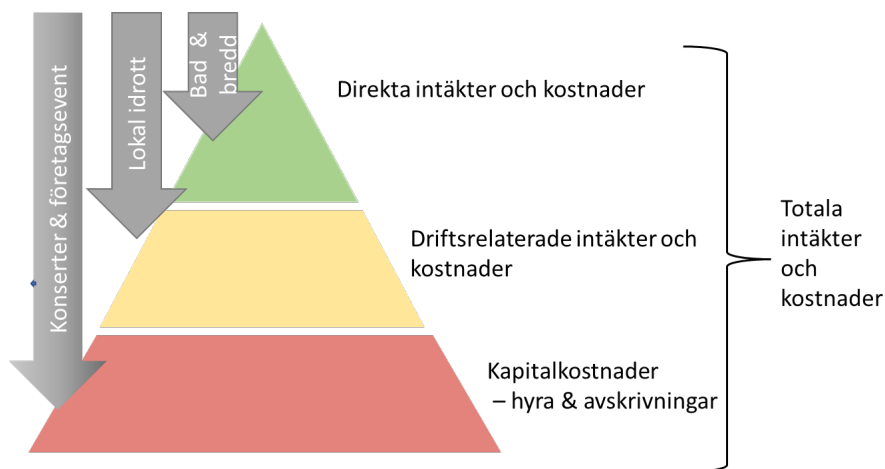 Konserter & företagsevent
Lokal idrott
Bad &
bredd
Direkta intäkter och kostnader
Driftsrelaterade intäkter och
kostnader
Kapitalkostnader
– hyra & avskrivningar
Totala
intäkter
och
kostnader